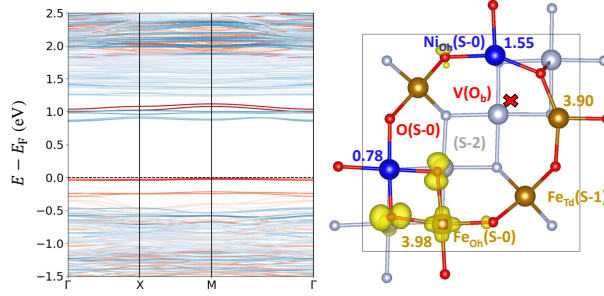 2.5
2.0
1.5
1.0
0.5
0.0
−0.5
−1.0
−1.5
E − E_F (eV)
Γ X M Γ
Ni_Oh(S-0)
1.55
V(O_b)
3.90
O(S-0)
(S-2)
0.78
Fe_Td(S-1)
3.98
Fe_Oh(S-0)